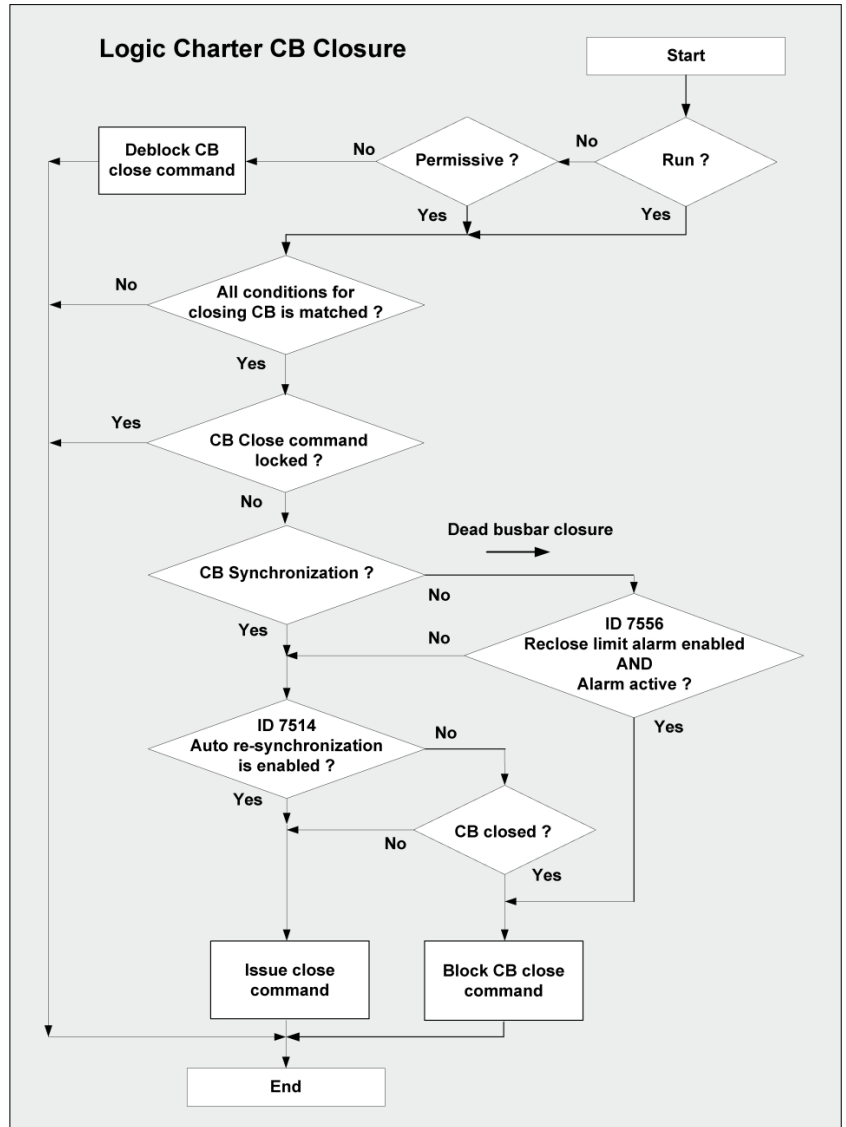 Logic Charter CB Closure
Start
No
No
Deblock CB
close command
Permissive ?
Run ?
Yes
Yes
No
All conditions for
closing CB is matched ?
Yes
Yes
CB Close command
locked ?
No
Dead busbar closure
CB Synchronization ?
No
ID 7556
Reclose limit alarm enabled
AND
Alarm active ?
Yes
No
ID 7514
Auto re-synchronization
is enabled ?
No
Yes
Yes
CB closed ?
No
Yes
Issue close
command
Block CB close
command
End